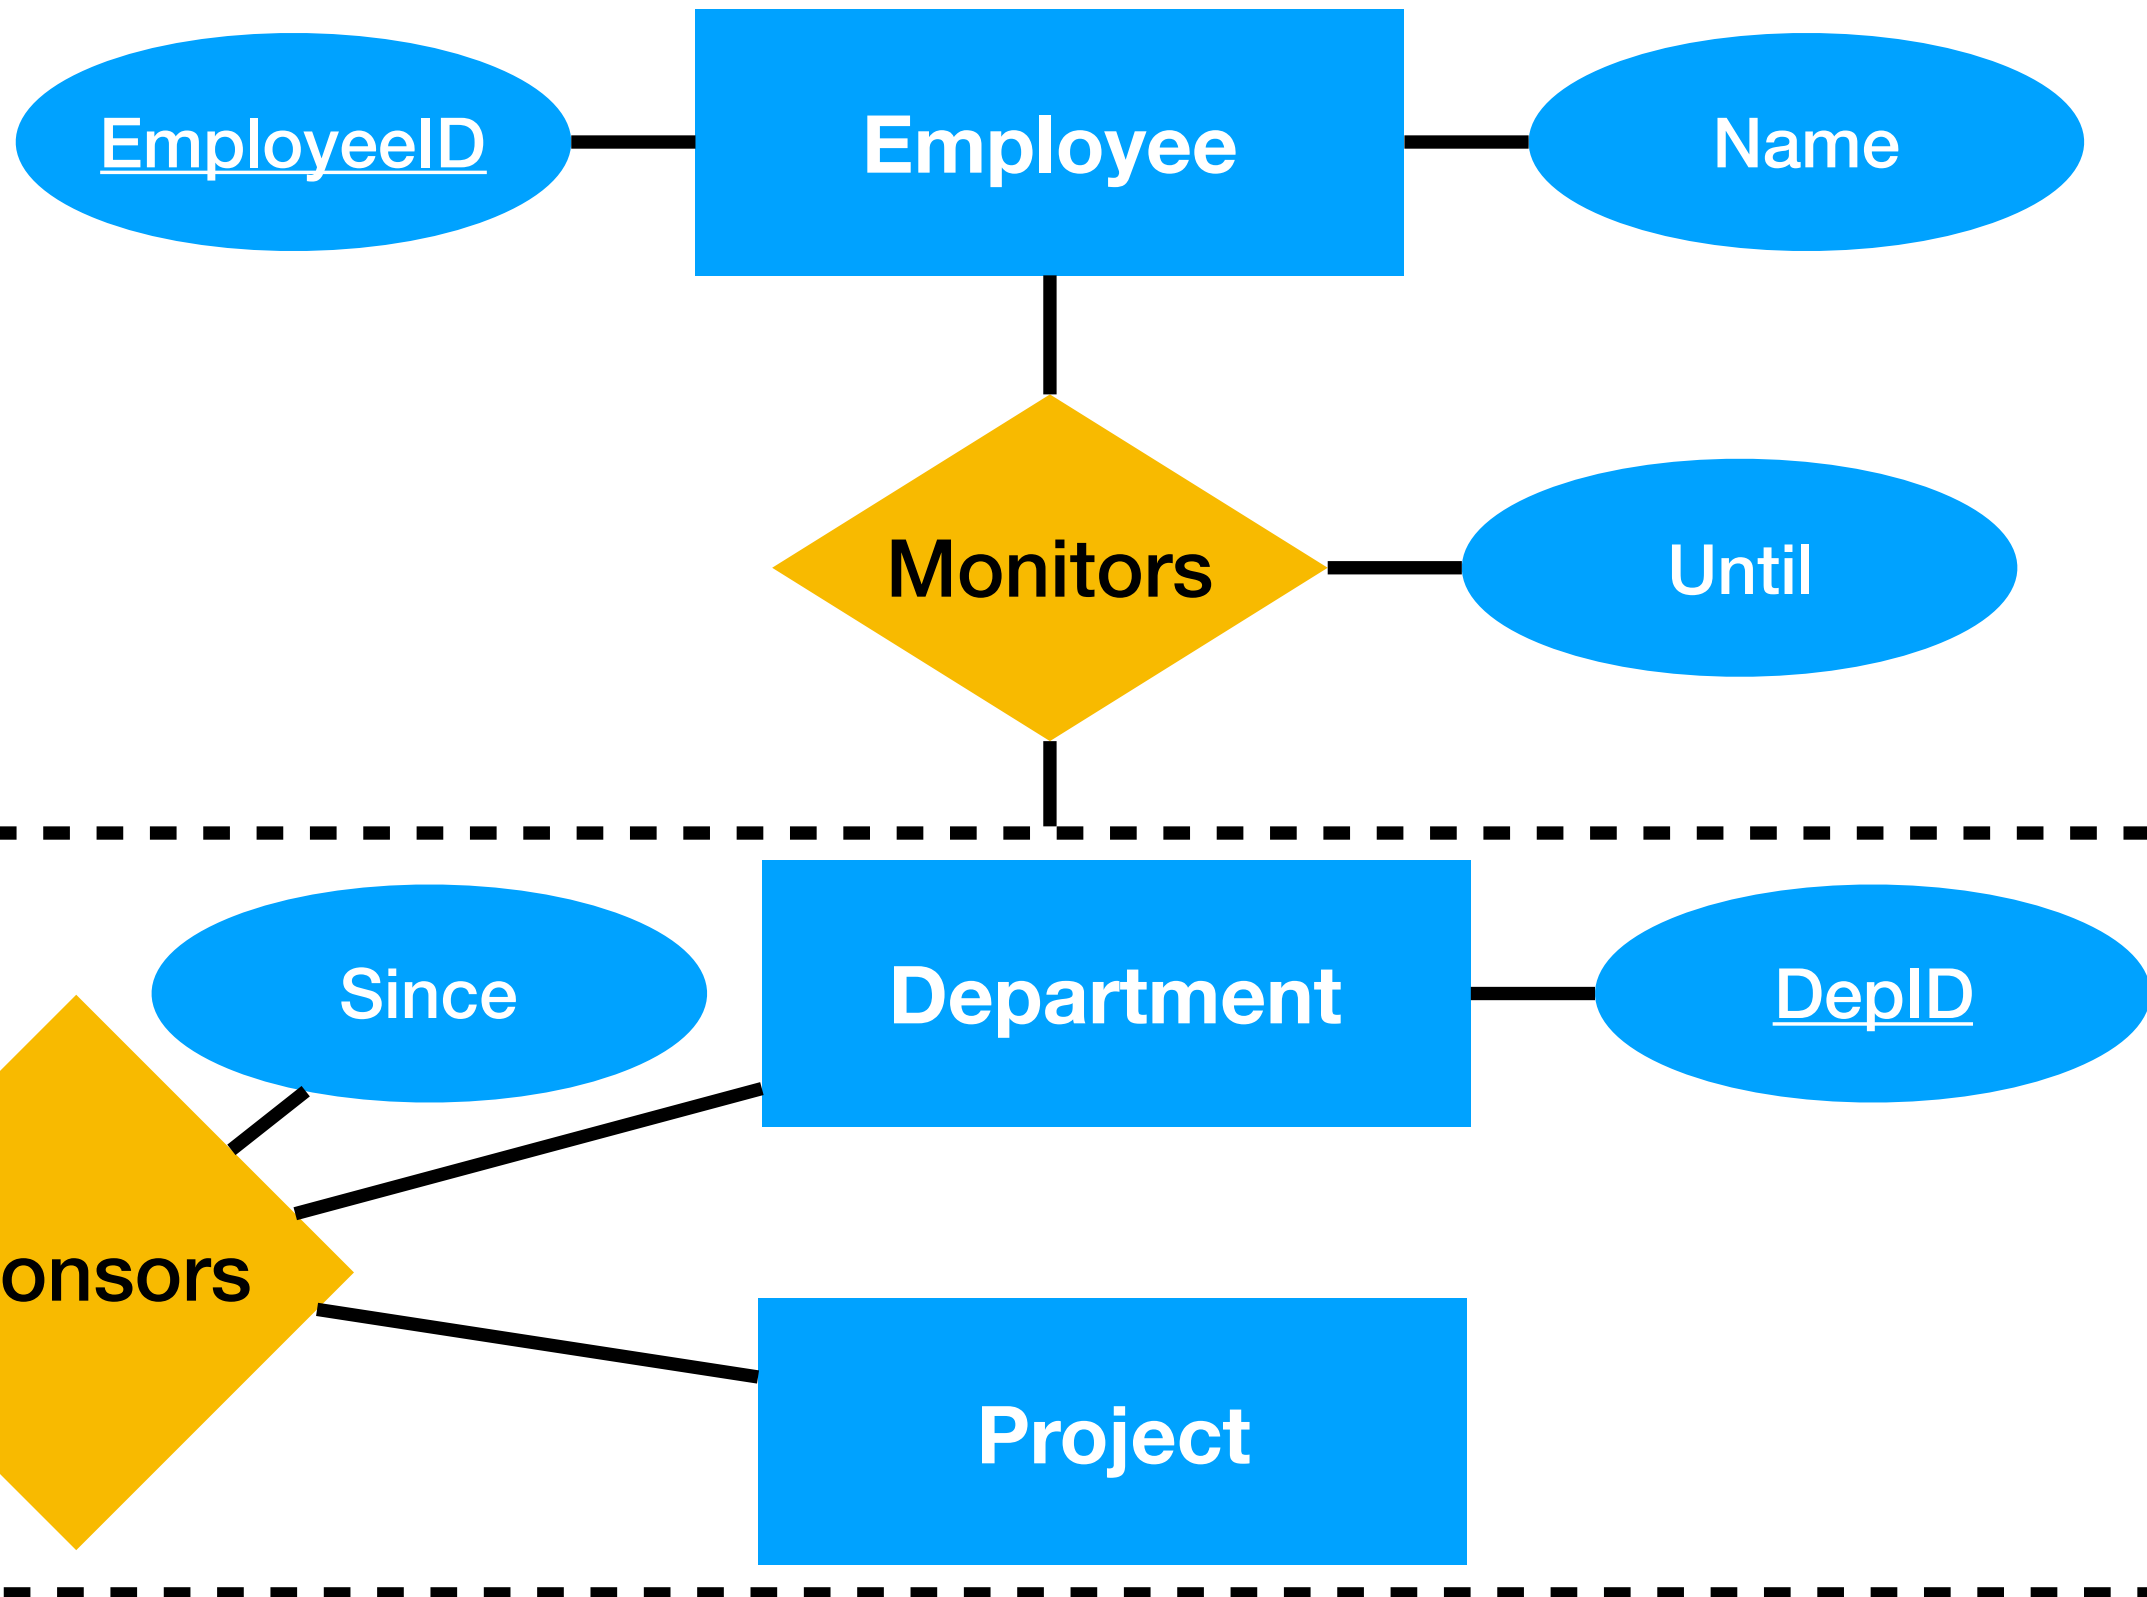 EmployeeID
Employee
Name
Monitors
Until
Since
Department
DepID
onsors
Project